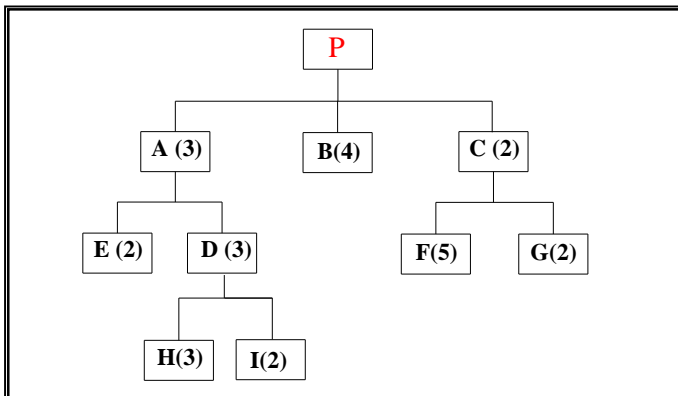 P
A (3) B(4) C (2)
E (2) D (3) F(5) G(2)
H(3) I(2)